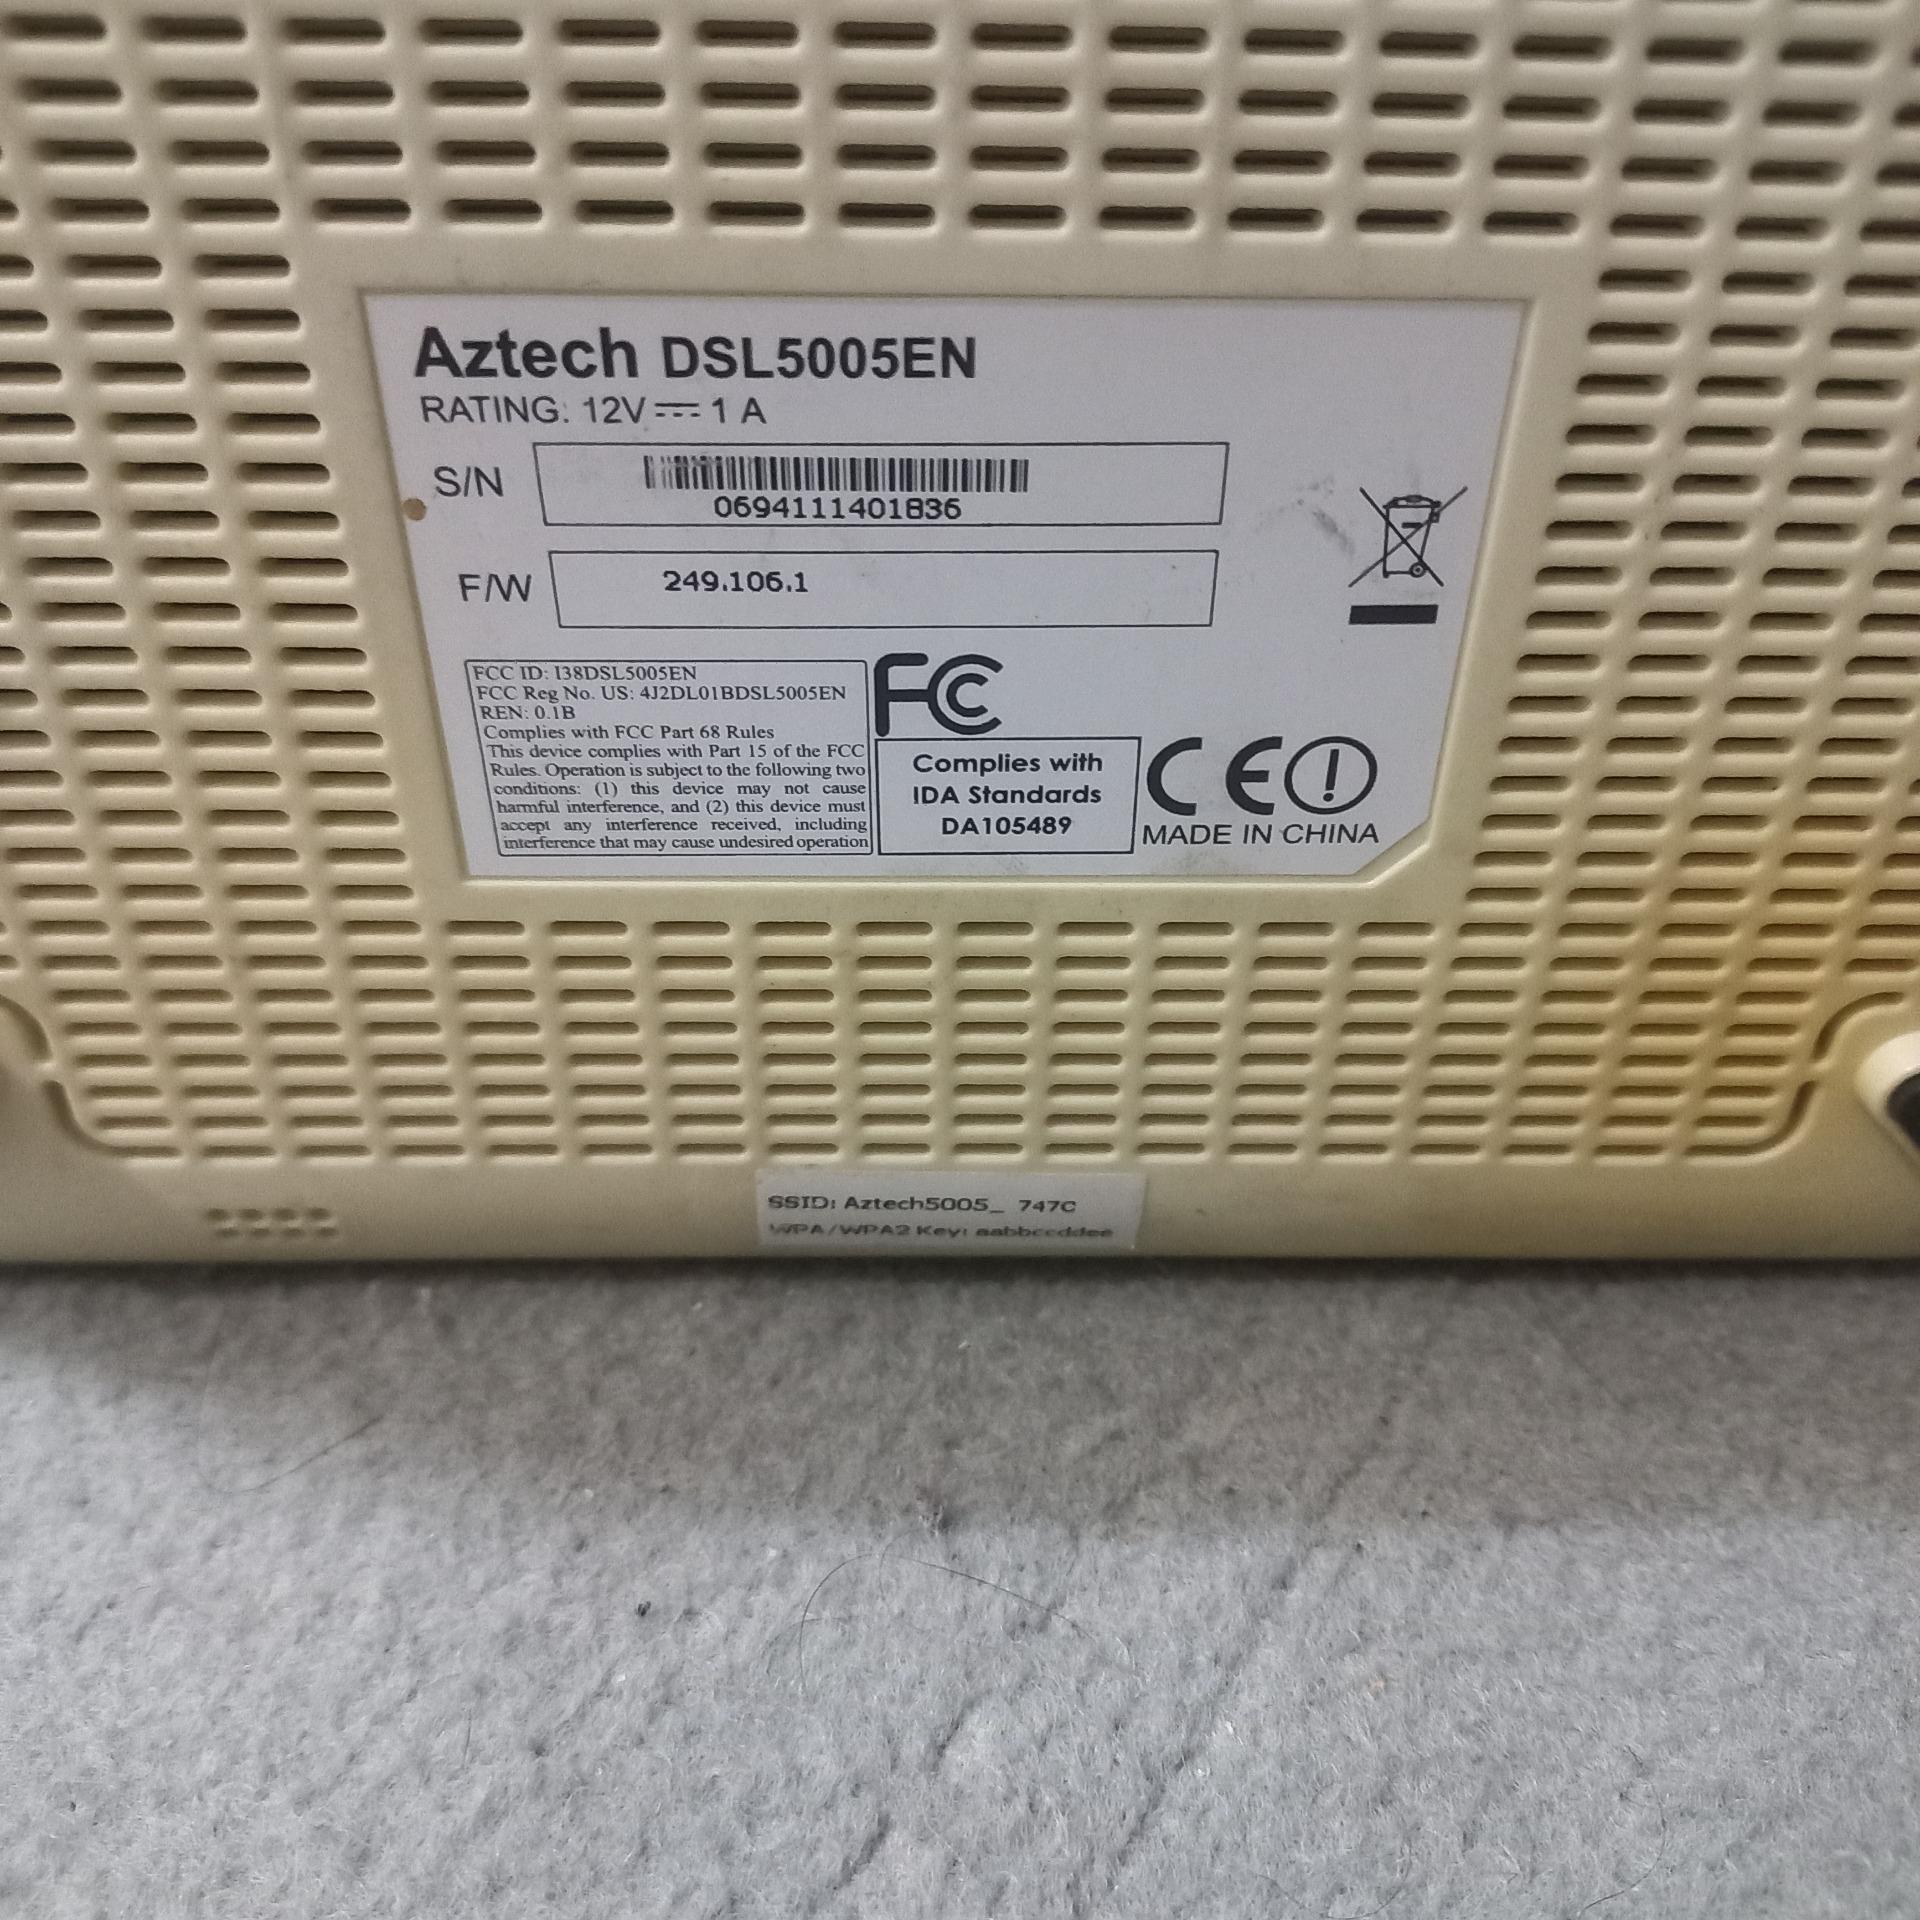 Aztech DSL5005EN
RATING: 12V⎓1 A
S/N
0694111401836
F/W
249.106.1
FCC ID: I38DSL5005EN
FCC Reg No. US: 4J2DL01BDSL5005EN
REN: 0.1B
Complies with FCC Part 68 Rules
This device complies with Part 15 of the FCC
Rules. Operation is subject to the following two
conditions: (1) this device may not cause
harmful interference, and (2) this device must
accept any interference received, including
interference that may cause undesired operation
FC
Complies with
IDA Standards
DA105489
CE
MADE IN CHINA
SSID: Aztech5005_ 747C
WPA/WPA2 Key: aabbccddee